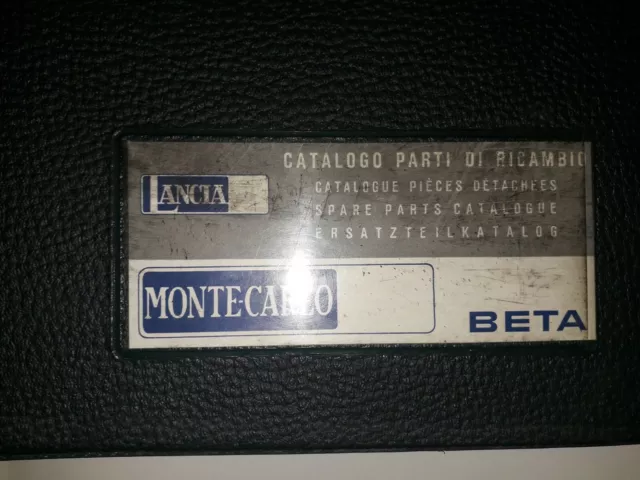 CATALOGO PARTI DI RICAMBIO
LANCIA
CATALOGUE PIÈCES DÉTACHÉES
SPARE PARTS CATALOGUE
ERSATZTEILKATALOG
MONTE-CARLO
BETA